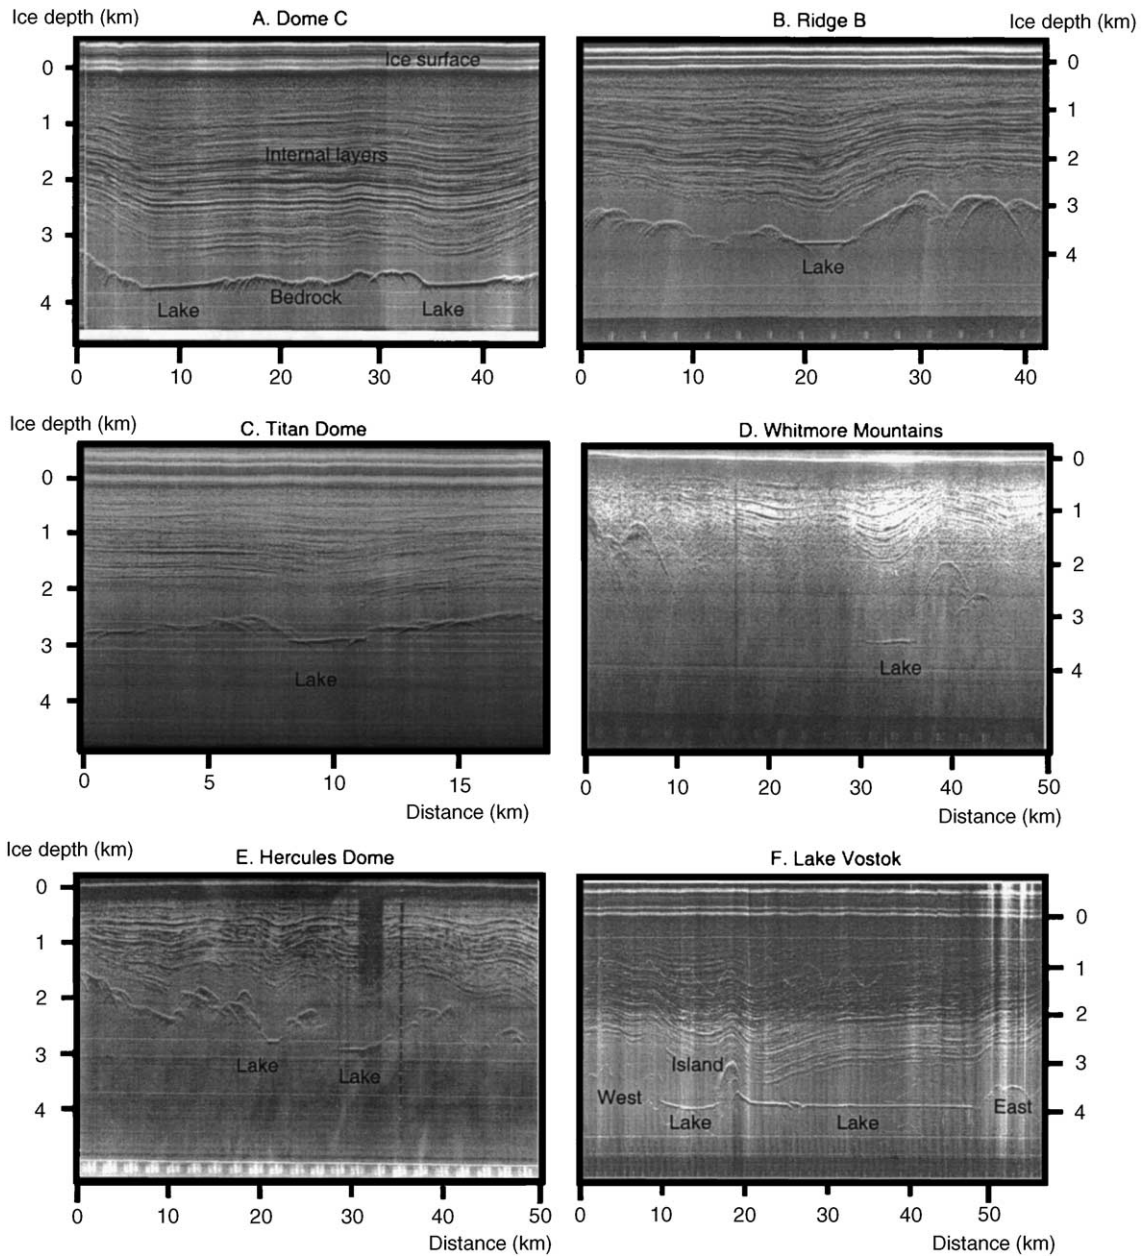 Ice depth (km)
A. Dome C
B. Ridge B
Ice depth (km)
0
Ice surface
1
Internal layers
2
3
4
Lake
Bedrock
Lake
0
10
20
30
40
0
1
2
3
4
Lake
0
10
20
30
40
Ice depth (km)
C. Titan Dome
D. Whitmore Mountains
0
1
2
3
4
Lake
0
5
10
15
Distance (km)
0
1
2
3
4
Lake
0
10
20
30
40
50
Distance (km)
Ice depth (km)
E. Hercules Dome
F. Lake Vostok
0
1
2
3
4
Lake
Lake
0
10
20
30
40
50
Distance (km)
0
1
2
3
4
Island
West
Lake
Lake
East
0
10
20
30
40
50
Distance (km)